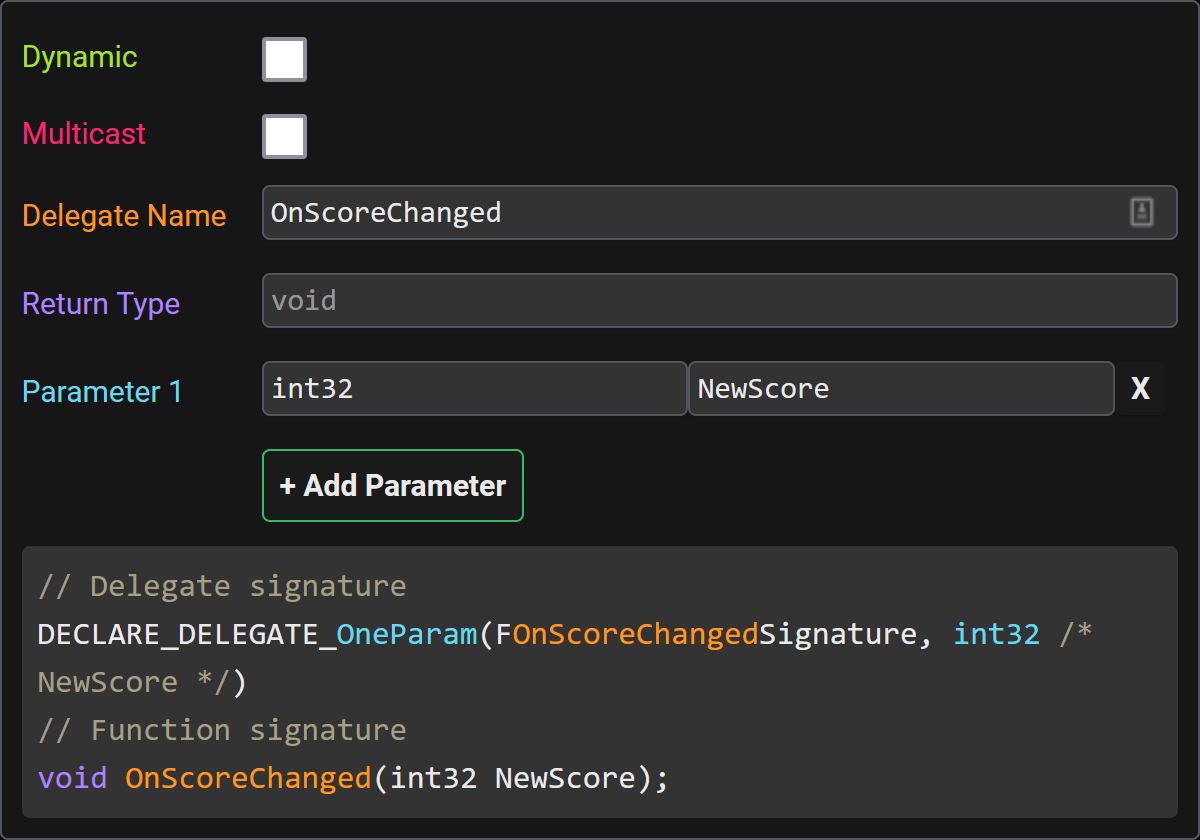 Dynamic
Multicast
Delegate Name OnScoreChanged
Return Type void
Parameter 1 int32 NewScore X
+ Add Parameter
// Delegate signature
DECLARE_DELEGATE_OneParam(FOnScoreChangedSignature, int32 /*
NewScore */)
// Function signature
void OnScoreChanged(int32 NewScore);